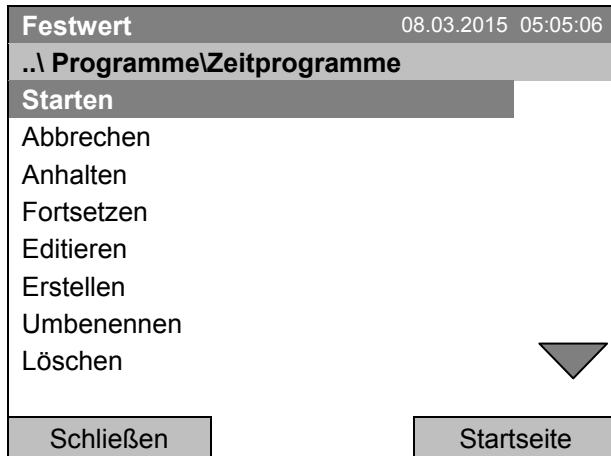 Festwert 08.03.2015 05:05:06
..\ Programme\Zeitprogramme
Starten
Abbrechen
Anhalten
Fortsetzen
Editieren
Erstellen
Umbenennen
Löschen
Schließen Startseite